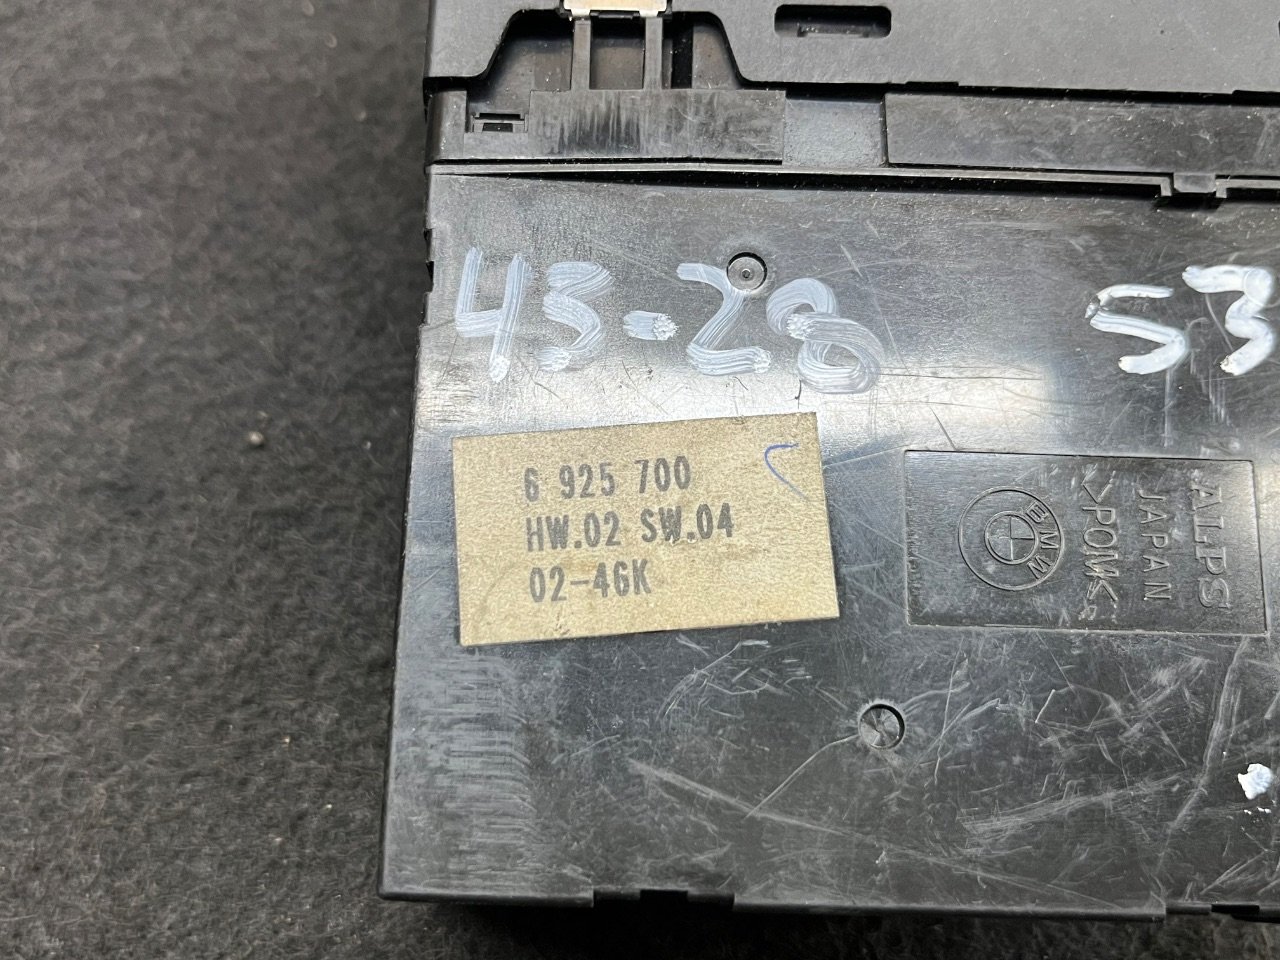 43-28
53
6 925 700
HW.02 SW.04
02-46K
BMW
>POM<
JAPAN
ALPS